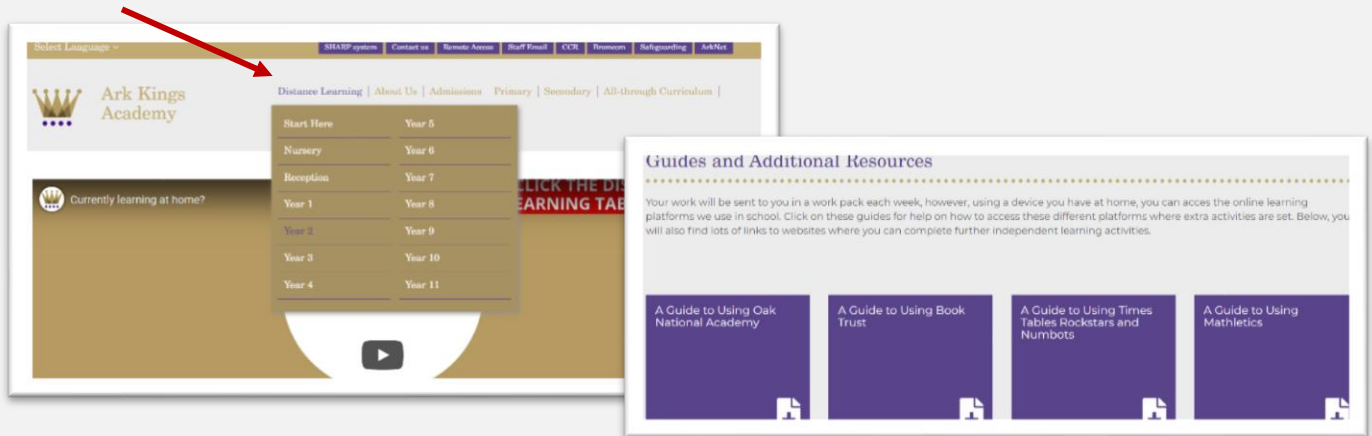 Select Language
SHARP system Contact us Remote Access Staff Email CCR Bromcom Safeguarding ArkNet
Ark Kings
Academy
Distance Learning | About Us | Admissions Primary | Secondary | All-through Curriculum |
Start Here Year 5
Nursery Year 6
Reception Year 7
Year 1 Year 8
Year 2 Year 9
Year 3 Year 10
Year 4 Year 11
Currently learning at home?
CLICK THE DIS
EARNING TAB
Guides and Additional Resources
Your work will be sent to you in a work pack each week, however, using a device you have at home, you can acces the online learning
platforms we use in school. Click on these guides for help on how to access these different platforms where extra activities are set. Below, you
will also find lots of links to websites where you can complete further independent learning activities.
A Guide to Using Oak
National Academy
A Guide to Using Book
Trust
A Guide to Using Times
Tables Rockstars and
Numbots
A Guide to Using
Mathletics